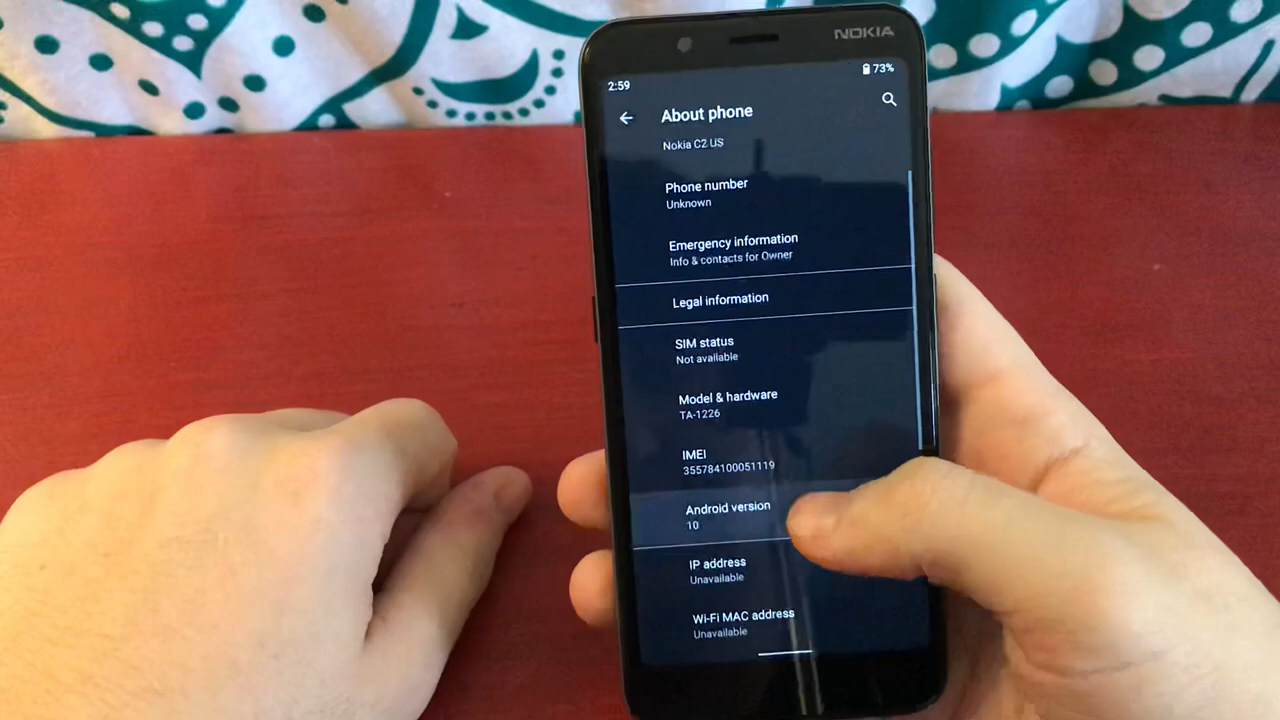 NOKIA
2:59
73%
About phone
Nokia C2 US
Phone number
Unknown
Emergency information
Info & contacts for Owner
Legal information
SIM status
Not available
Model & hardware
TA-1226
IMEI
355784100051119
Android version
10
IP address
Unavailable
Wi-Fi MAC address
Unavailable